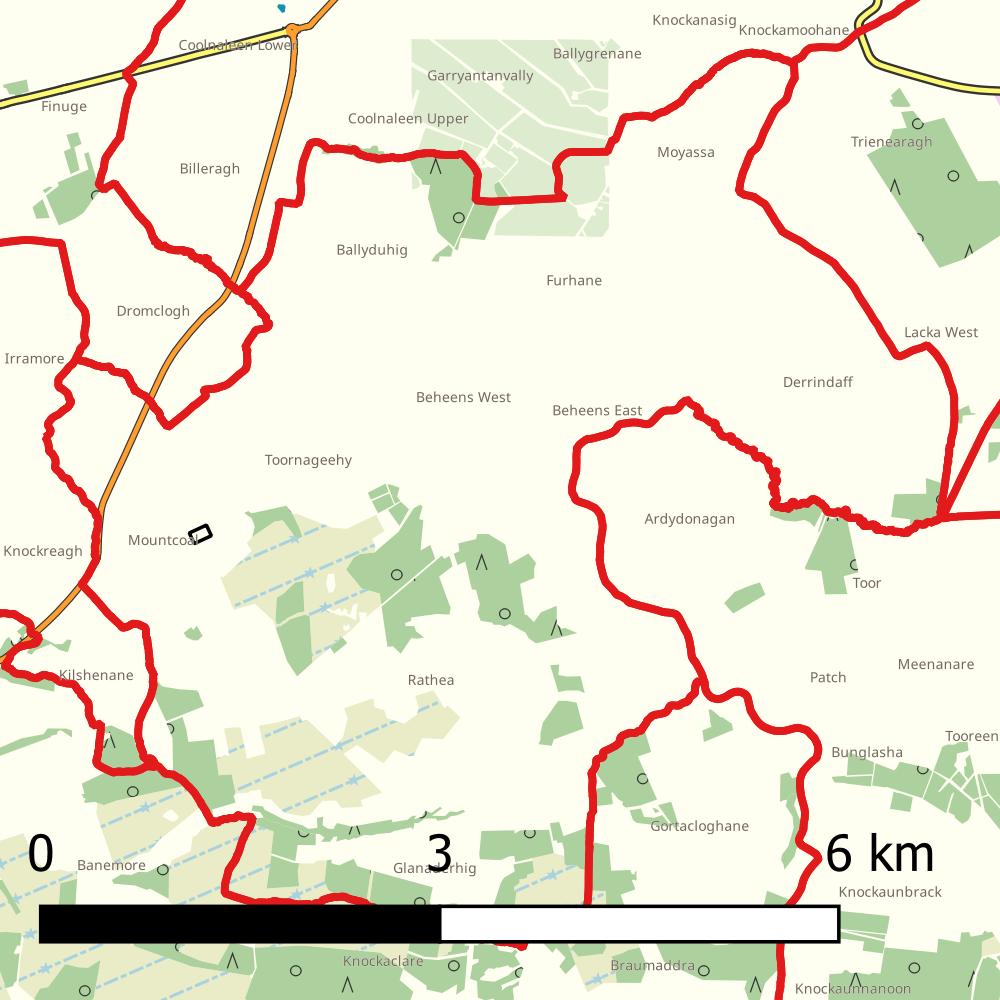 Knockanasig
Knockamoohane
Coolnaleen Lower
Ballygrenane
Garryantanvally
Finuge
Coolnaleen Upper
Trienearagh
Moyassa
Billeragh
Ballyduhig
Furhane
Dromclogh
Lacka West
Irramore
Derrindaff
Beheens West
Beheens East
Toornageehy
Ardydonagan
Mountcoal
Knockreagh
Toor
Meenanare
Kilshenane
Patch
Rathea
Tooreen
Bunglasha
Gortacloghane
0 3 6 km
Banemore
Glanaderhig
Knockaunbrack
Knockaclare
Braumaddra
Knockaunnanoon